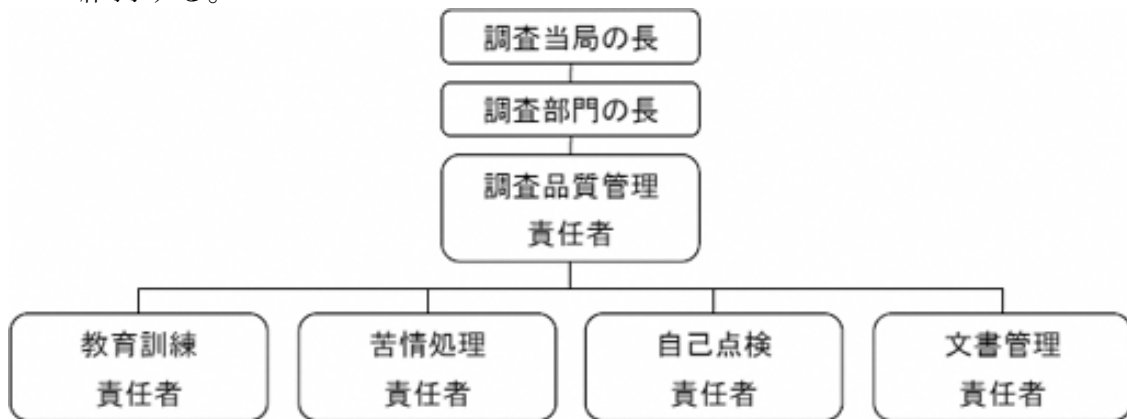 調査当局の長
調査部門の長
調査品質管理
責任者
教育訓練
責任者
苦情処理
責任者
自己点検
責任者
文書管理
責任者